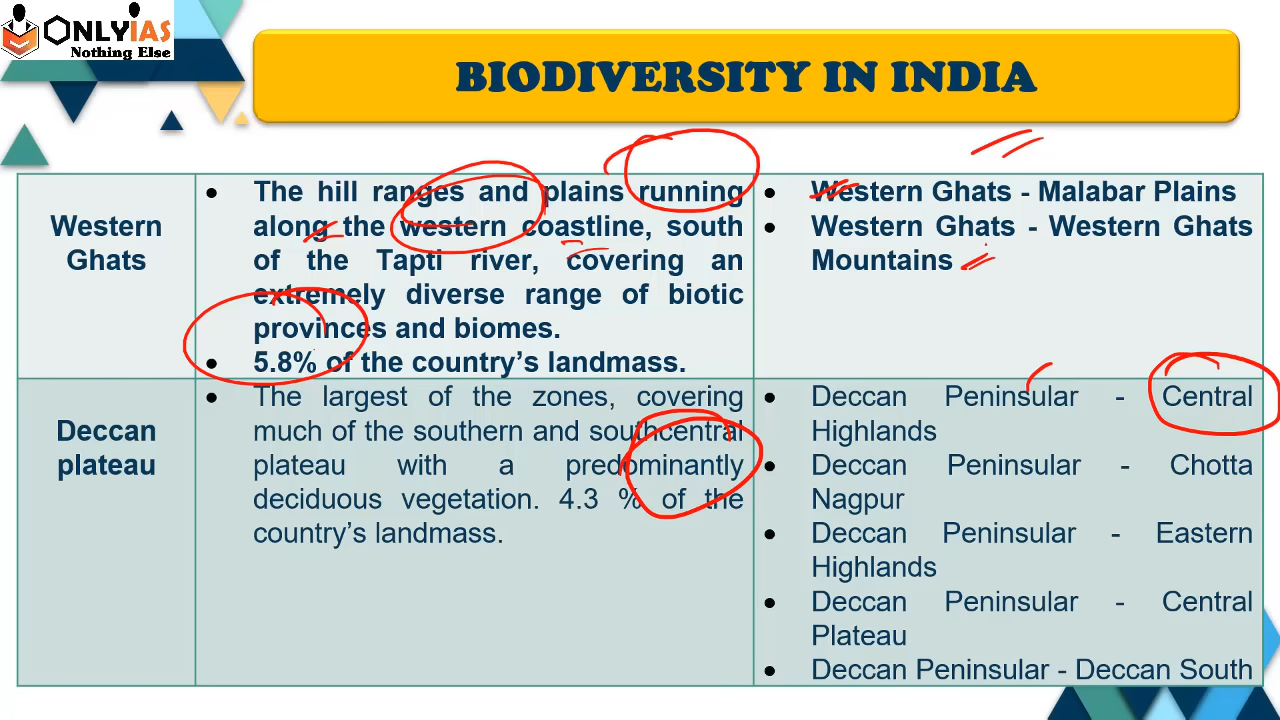 ONLYIAS
Nothing Else
BIODIVERSITY IN INDIA
Western
Ghats
• The hill ranges and plains running
along the western coastline, south
of the Tapti river, covering an
extremely diverse range of biotic
provinces and biomes.
• 5.8% of the country's landmass.
• Western Ghats - Malabar Plains
• Western Ghats - Western Ghats
Mountains
Deccan
plateau
• The largest of the zones, covering
much of the southern and southcentral
plateau with a predominantly
deciduous vegetation. 4.3 % of the
country's landmass.
• Deccan Peninsular - Central
Highlands
• Deccan Peninsular - Chotta
Nagpur
• Deccan Peninsular - Eastern
Highlands
• Deccan Peninsular - Central
Plateau
• Deccan Peninsular - Deccan South